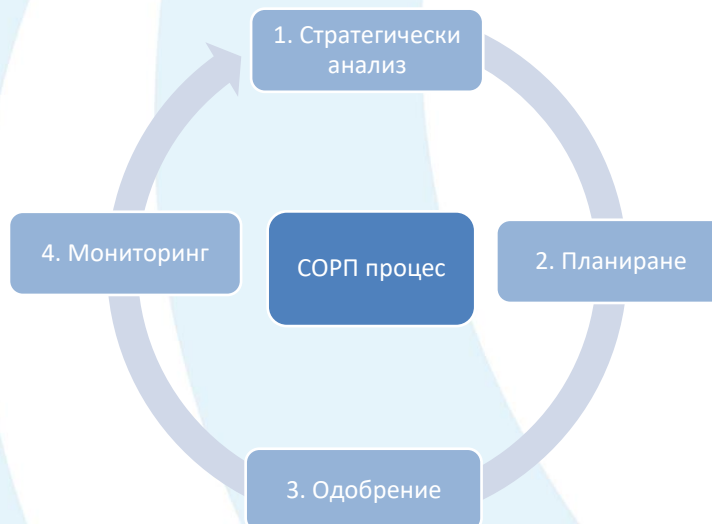 1. Стратегически
анализ
4. Мониторинг
СОРП процес
2. Планиране
3. Одобрение